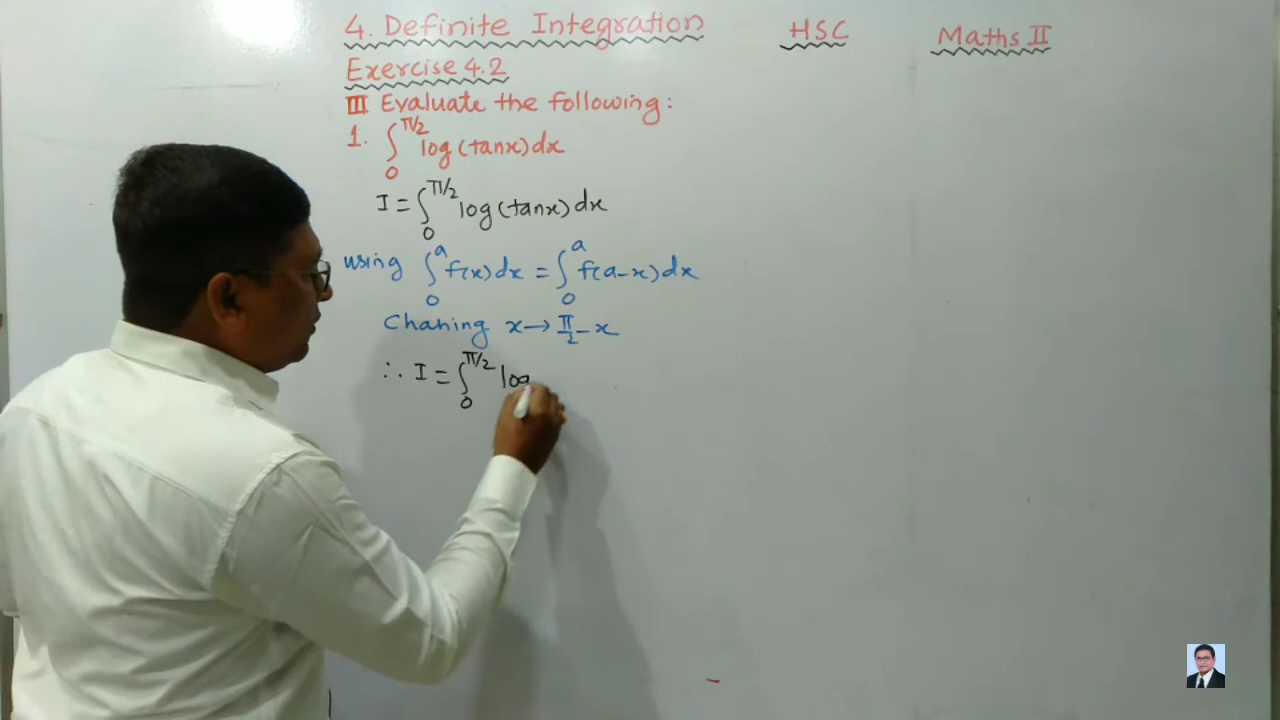 4. Definite Integration HSC Maths II
Exercise 4.2
III Evaluate the following:
1. ∫₀^π/2 log(tanx)dx
I = ∫₀^π/2 log(tanx)dx
using ∫₀^a f(x)dx = ∫₀^a f(a-x)dx
Chaning x→π/2-x
∴ I = ∫₀^π/2 log